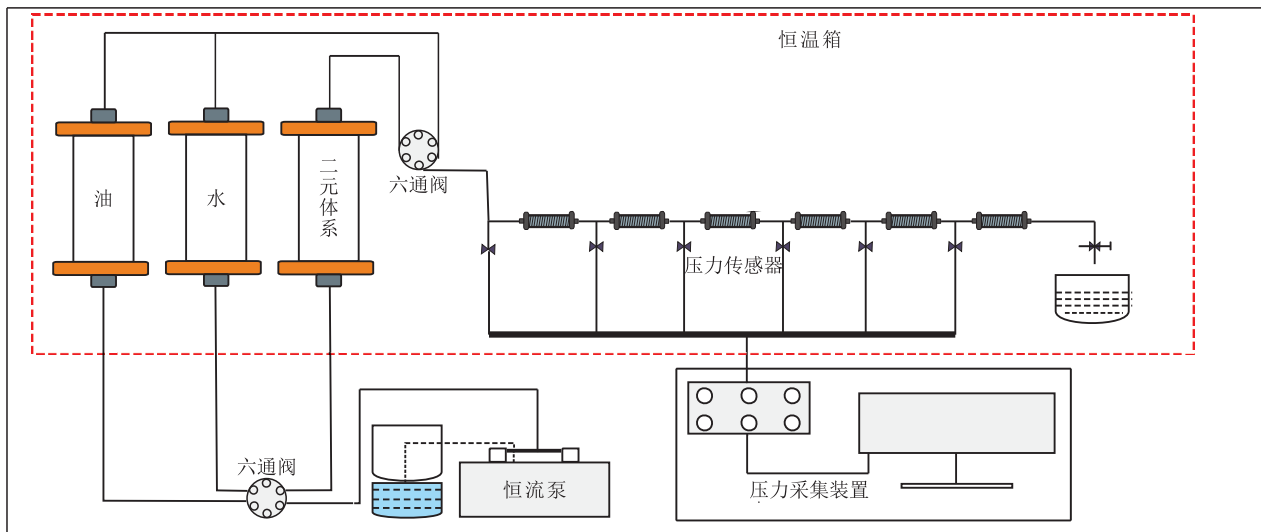 恒温箱
油
水
二元体系
六通阀
压力传感器
六通阀
恒流泵
压力采集装置